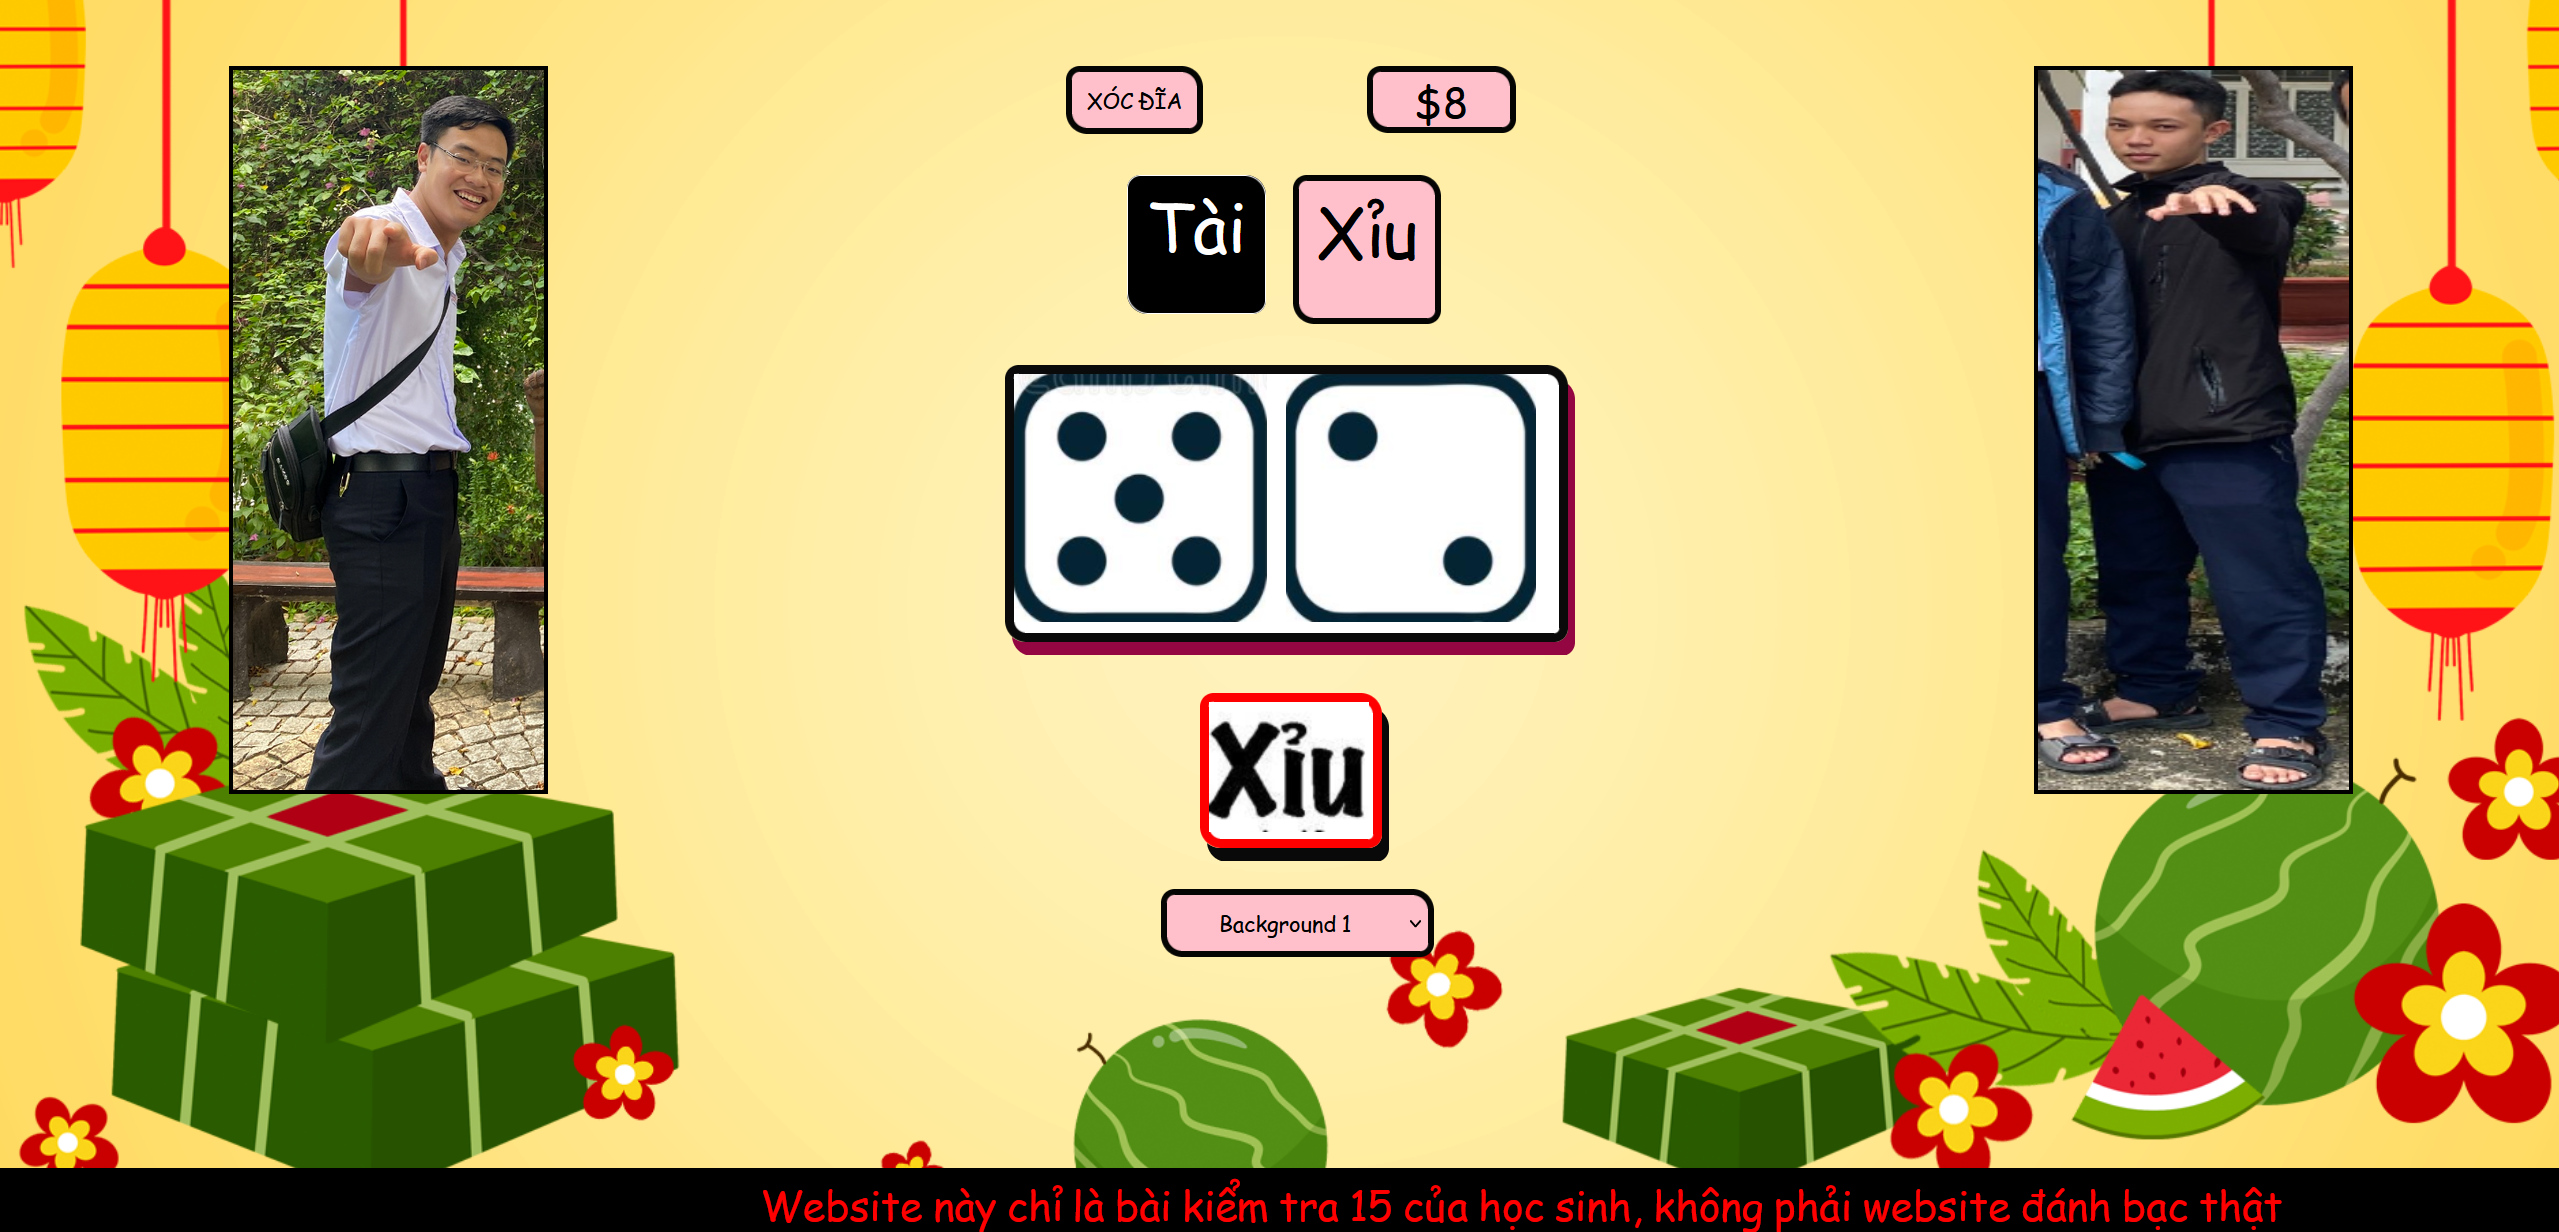 XÓC ĐĨA
$8
Tài
Xỉu
Xỉu
Background 1
Website này chỉ là bài kiểm tra 15 của học sinh, không phải website đánh bạc thật